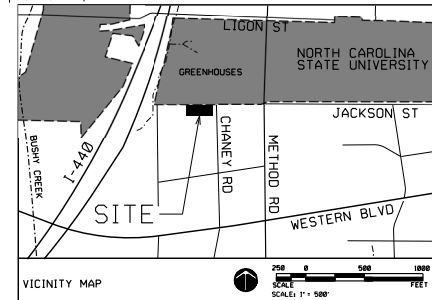 LIGON ST
NORTH CAROLINA
STATE UNIVERSITY
GREENHOUSES
JACKSON ST
BUSHY CREEK
I-440
CHANEY RD
METHOD RD
SITE
WESTERN BLVD
VICINITY MAP
250 0 500 1000
SCALE FEET
SCALE: 1" = 500'